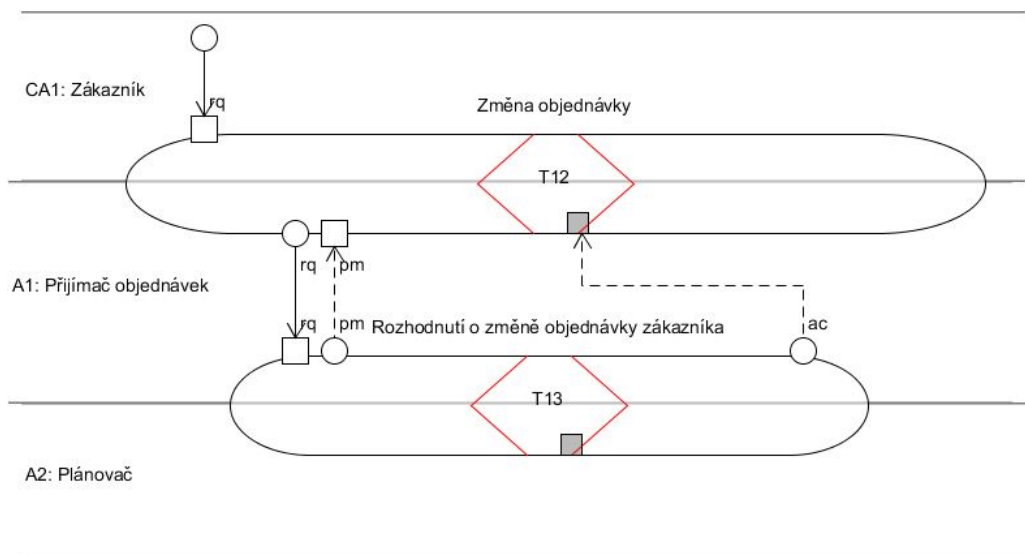 CA1: Zákazník
rq
Změna objednávky
T12
rq
pm
A1: Přijímač objednávek
rq
pm
Rozhodnutí o změně objednávky zákazníka
ac
T13
A2: Plánovač